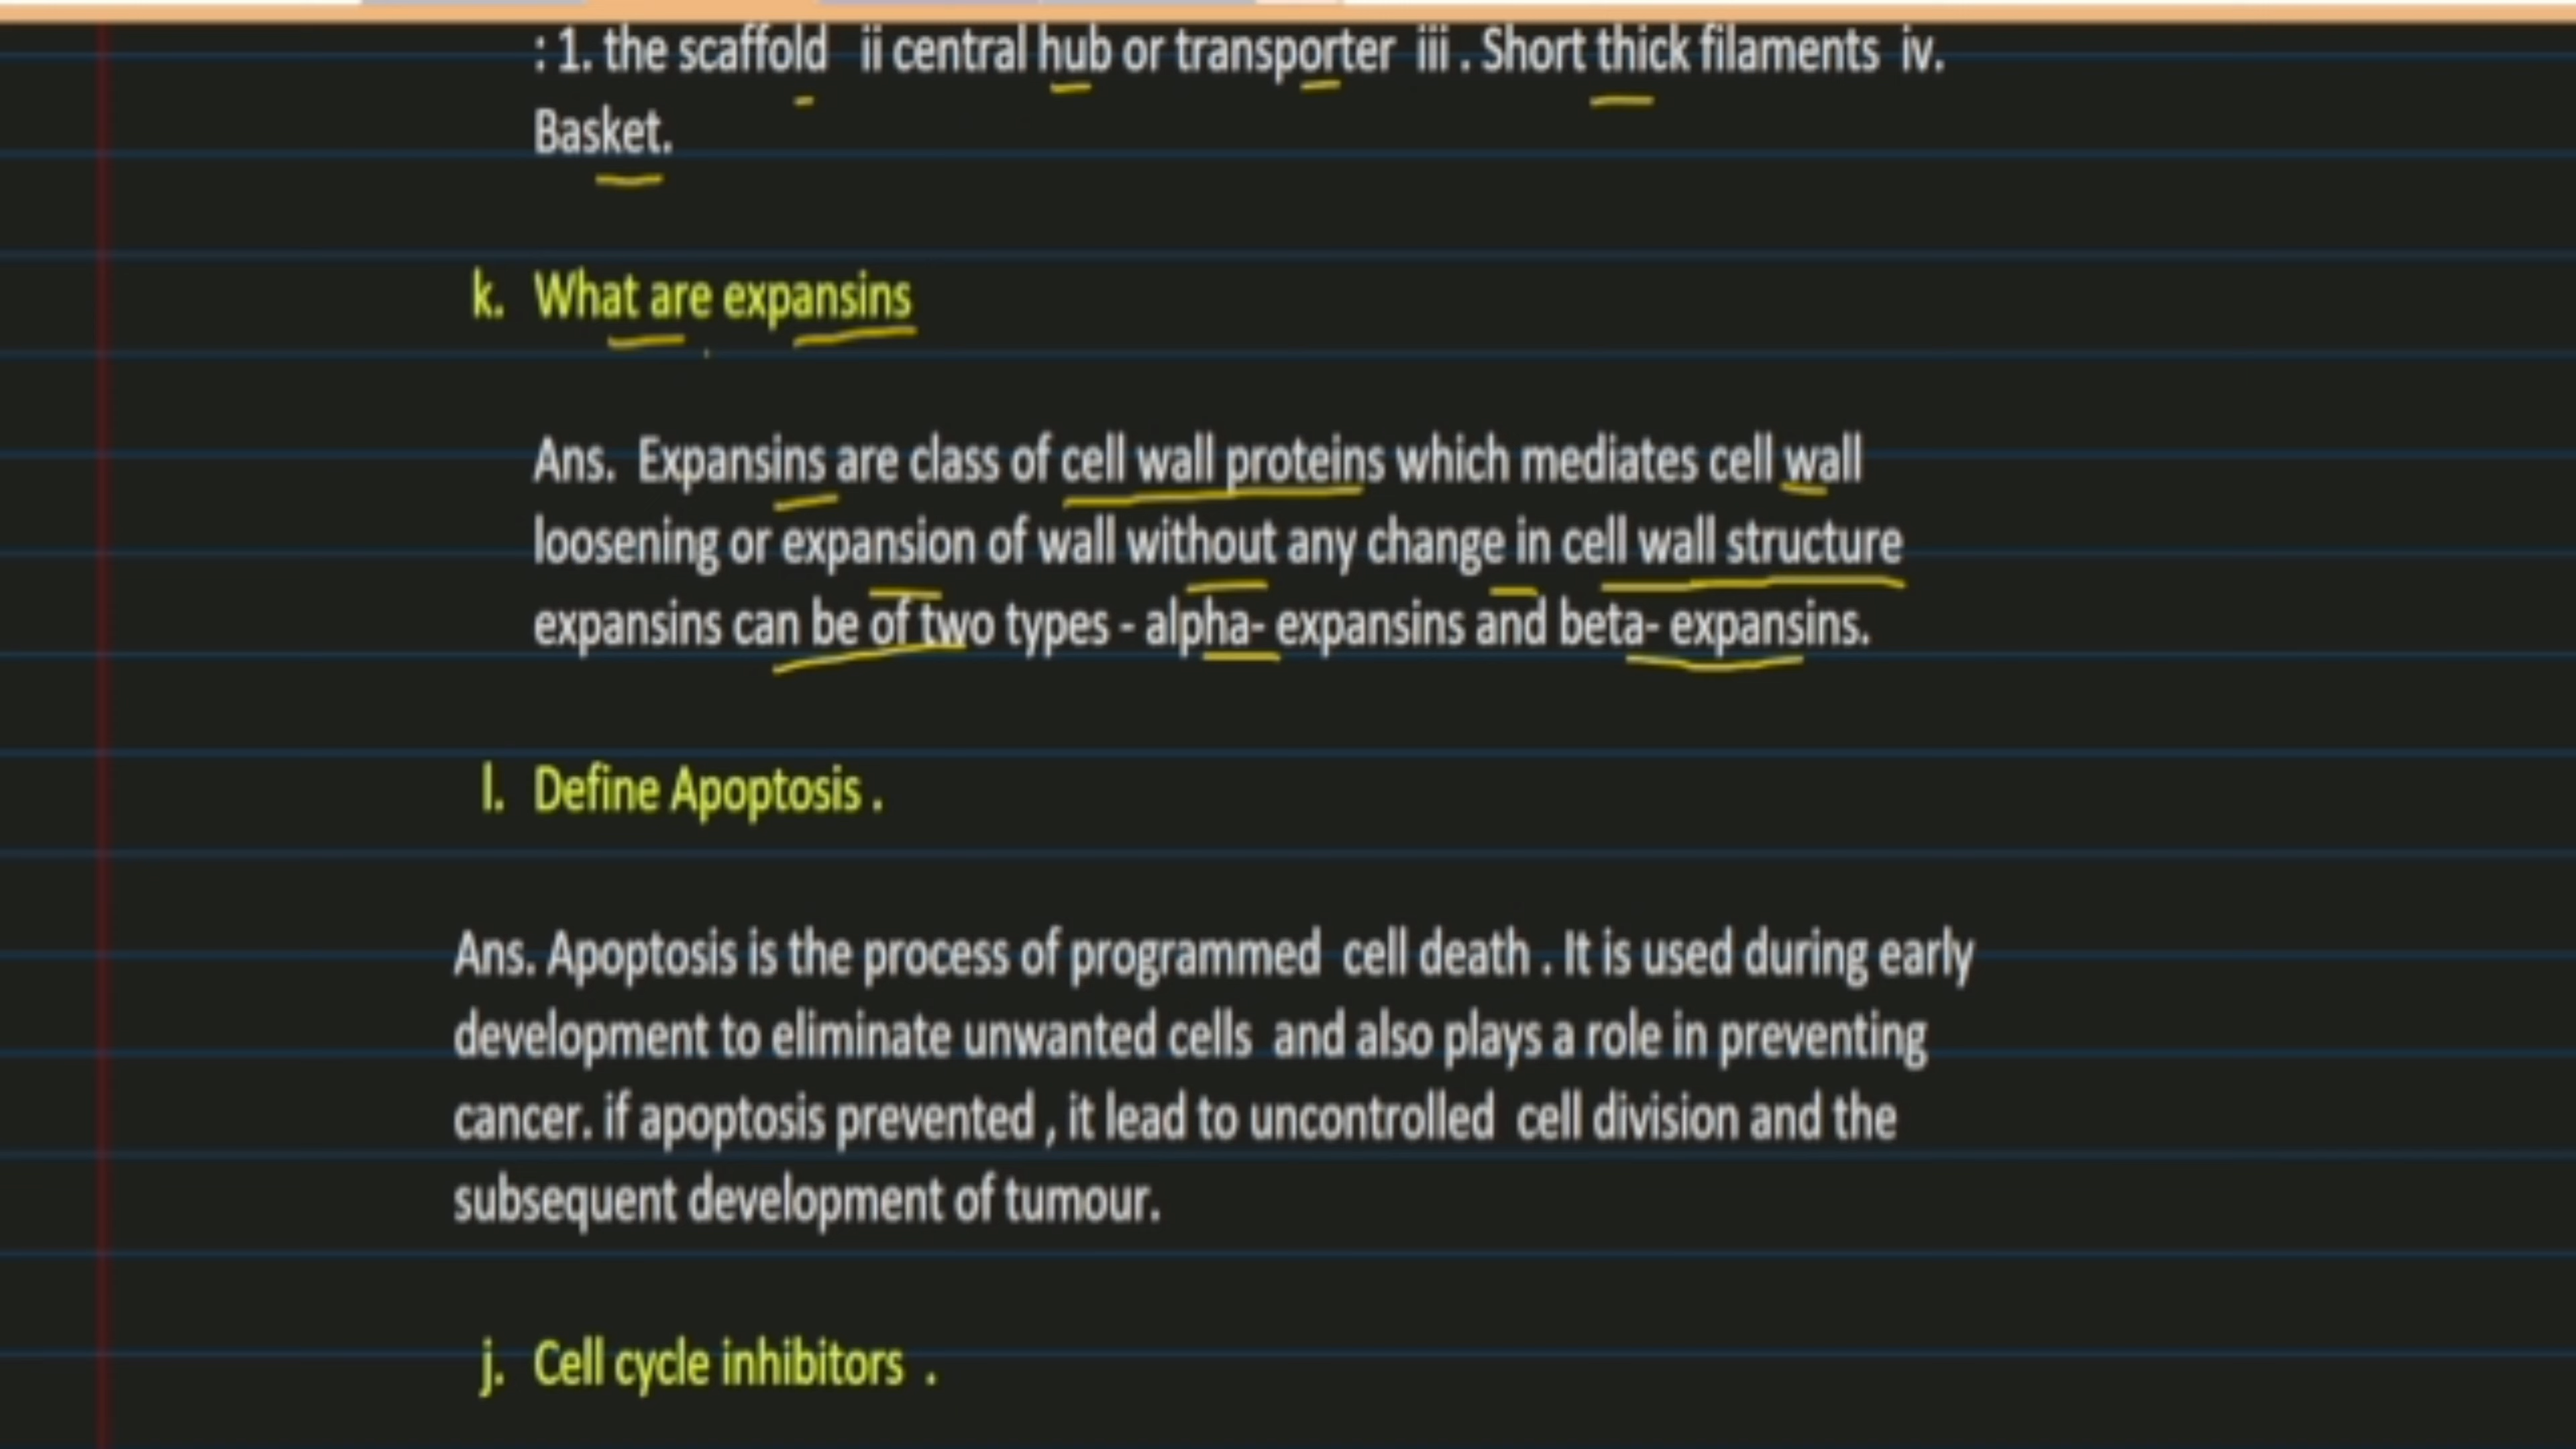 : 1. the scaffold ii central hub or transporter iii . Short thick filaments iv.
Basket.
k. What are expansins
Ans. Expansins are class of cell wall proteins which mediates cell wall
loosening or expansion of wall without any change in cell wall structure
expansins can be of two types - alpha- expansins and beta- expansins.
l. Define Apoptosis .
Ans. Apoptosis is the process of programmed cell death . It is used during early
development to eliminate unwanted cells and also plays a role in preventing
cancer. if apoptosis prevented , it lead to uncontrolled cell division and the
subsequent development of tumour.
j. Cell cycle inhibitors .